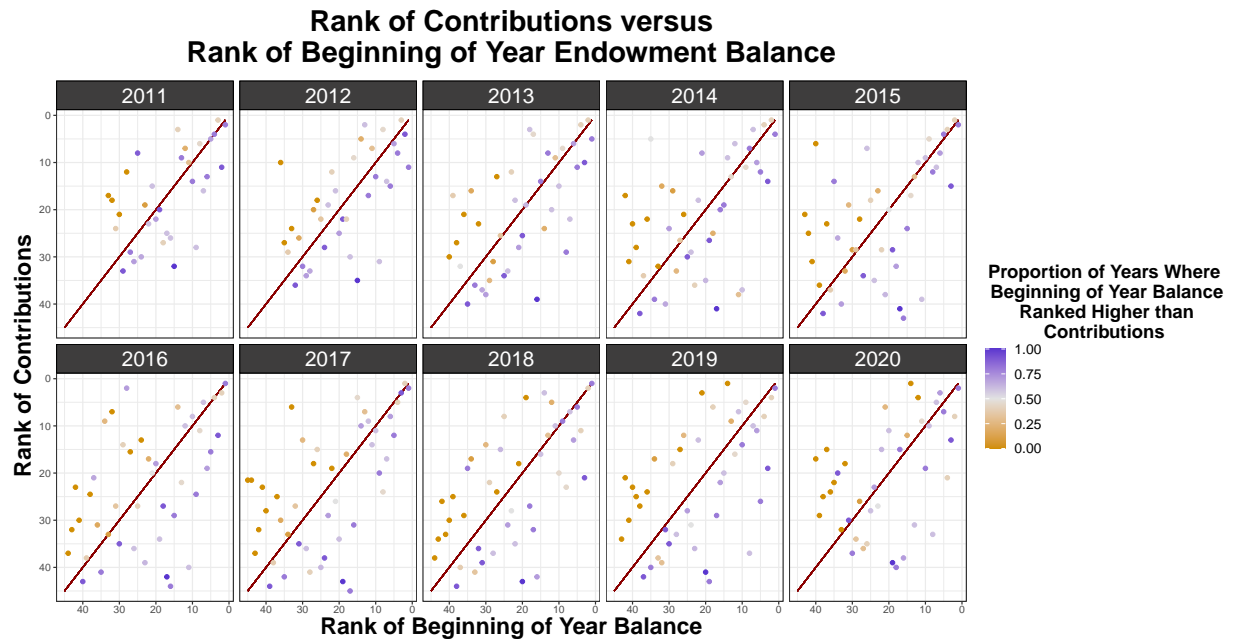 Rank of Contributions versus
Rank of Beginning of Year Endowment Balance
2011 2012 2013 2014 2015
0
10
20
30
40
2016 2017 2018 2019 2020
0
10
20
30
40
40 30 20 10 0 40 30 20 10 0 40 30 20 10 0 40 30 20 10 0 40 30 20 10 0
Rank of Contributions
Rank of Beginning of Year Balance
Proportion of Years Where
Beginning of Year Balance
Ranked Higher than
Contributions
1.00
0.75
0.50
0.25
0.00